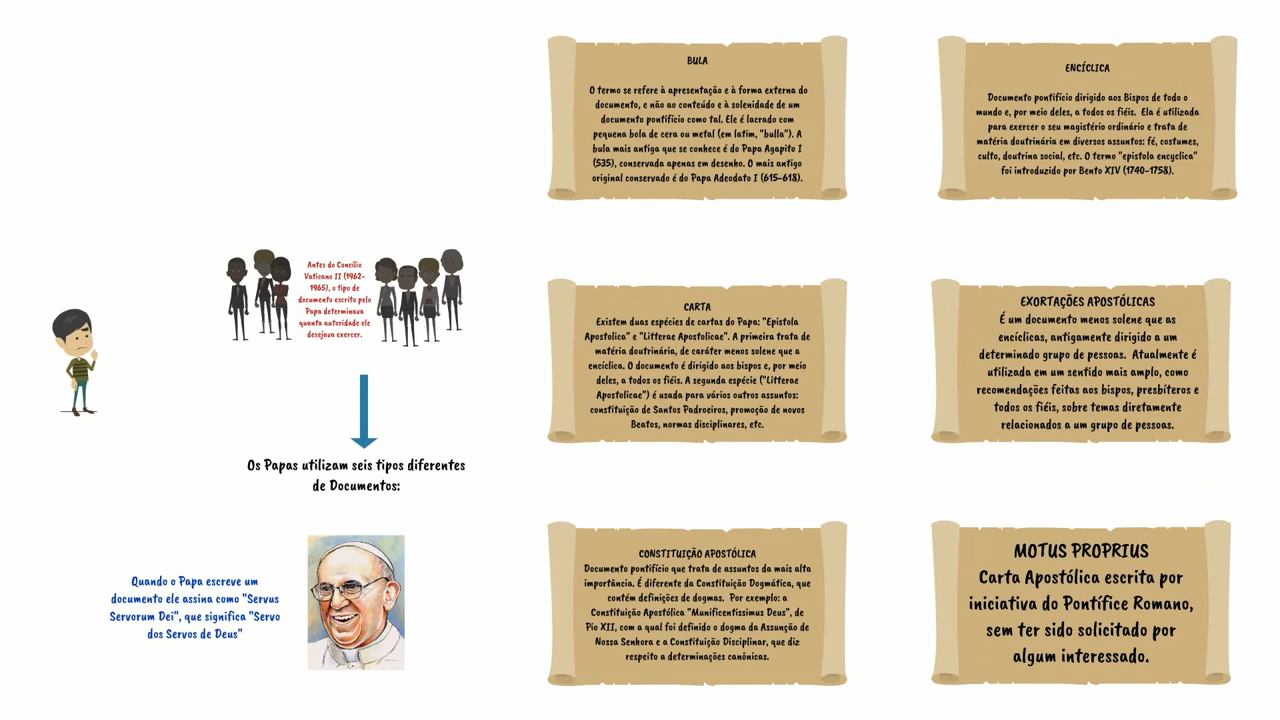 Antes do Concílio
Vaticano II (1962-
1965), o tipo de
documento escrito pelo
Papa determinava
quanta autoridade ele
desejava exercer.
Os Papas utilizam seis tipos diferentes
de Documentos:
Quando o Papa escreve um
documento ele assina como "Servus
Servorum Dei", que significa "Servo
dos Servos de Deus"
BULA
O termo se refere à apresentação e à forma externa do
documento, e não ao conteúdo e à solenidade de um
documento pontifício como tal. Ele é lacrado com
pequena bola de cera ou metal (em latim, "bulla"). A
bula mais antiga que se conhece é do Papa Agapito I
(535), conservada apenas em desenho. O mais antigo
original conservado é do Papa Adeodato I (615-618).
ENCÍCLICA
Documento pontifício dirigido aos Bispos de todo o
mundo e, por meio deles, a todos os fiéis. Ela é utilizada
para exercer o seu magistério ordinário e trata de
matéria doutrinária em diversos assuntos: fé, costumes,
culto, doutrina social, etc. O termo "epistola encyclica"
foi introduzido por Bento XIV (1740-1758).
CARTA
Existem duas espécies de cartas do Papa: "Epistola
Apostolica" e "Litterae Apostolicae". A primeira trata de
matéria doutrinária, de caráter menos solene que a
encíclica. O documento é dirigido aos bispos e, por meio
deles, a todos os fiéis. A segunda espécie ("Litterae
Apostolicae") é usada para vários outros assuntos:
constituição de Santos Padroeiros, promoção de novos
Beatos, normas disciplinares, etc.
EXORTAÇÕES APOSTÓLICAS
É um documento menos solene que as
encíclicas, antigamente dirigido a um
determinado grupo de pessoas. Atualmente é
utilizada em um sentido mais amplo, como
recomendações feitas aos bispos, presbíteros e
todos os fiéis, sobre temas diretamente
relacionados a um grupo de pessoas.
CONSTITUIÇÃO APOSTÓLICA
Documento pontifício que trata de assuntos da mais alta
importância. É diferente da Constituição Dogmática, que
contém definições de dogmas. Por exemplo: a
Constituição Apostólica "Munificentissimus Deus", de
Pio XII, com a qual foi definido o dogma da Assunção de
Nossa Senhora e a Constituição Disciplinar, que diz
respeito a determinações canônicas.
MOTUS PROPRIUS
Carta Apostólica escrita por
iniciativa do Pontífice Romano,
sem ter sido solicitado por
algum interessado.